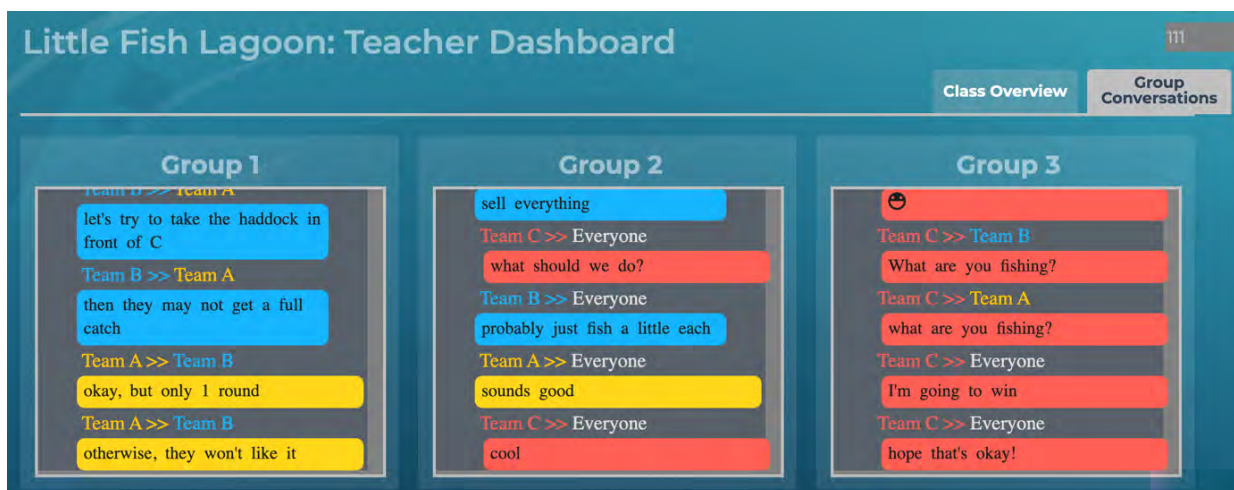 Little Fish Lagoon: Teacher Dashboard
111
Class Overview
Group
Conversations
Group 1
Team B >> Team A
let's try to take the haddock in
front of C
Team B >> Team A
then they may not get a full
catch
Team A >> Team B
okay, but only 1 round
Team A >> Team B
otherwise, they won't like it
Group 2
sell everything
Team C >> Everyone
what should we do?
Team B >> Everyone
probably just fish a little each
Team A >> Everyone
sounds good
Team C >> Everyone
cool
Group 3
Team C >> Team B
What are you fishing?
Team C >> Team A
what are you fishing?
Team C >> Everyone
I'm going to win
Team C >> Everyone
hope that's okay!